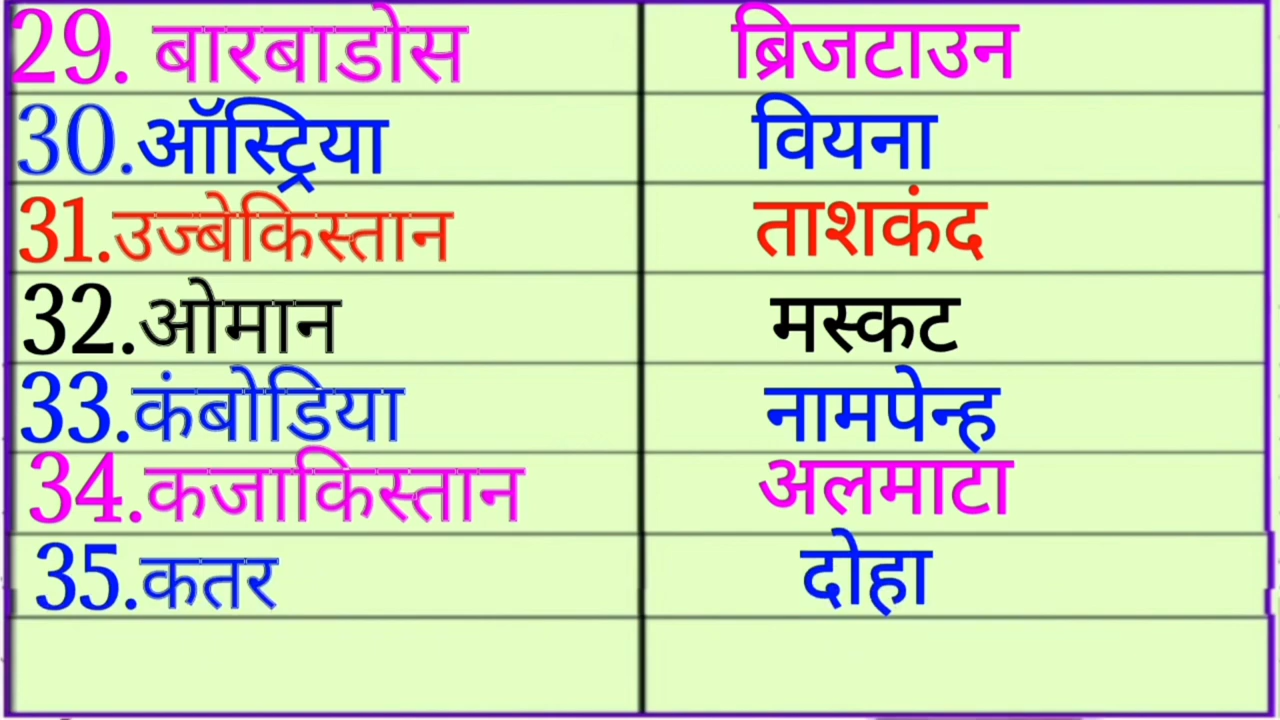 29. बारबाडोस ब्रिजटाउन
30.ऑस्ट्रिया वियना
31.उज्बेकिस्तान ताशकंद
32.ओमान मस्कट
33.कंबोडिया नामपेन्ह
34.कजाकिस्तान अलमाटा
35.कतर दोहा